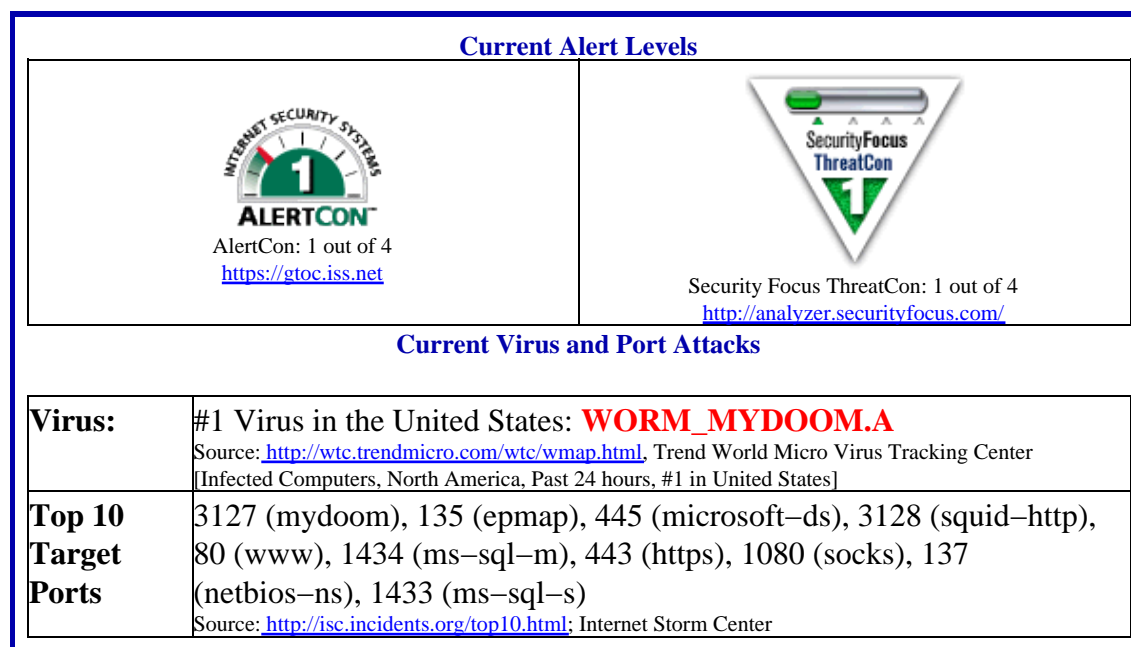 Current Alert Levels
INTERNET SECURITY SYSTEMS
1
ALERTCON™
AlertCon: 1 out of 4
https://gtoc.iss.net
SecurityFocus
ThreatCon
1
Security Focus ThreatCon: 1 out of 4
http://analyzer.securityfocus.com/
Current Virus and Port Attacks
Virus: #1 Virus in the United States: WORM_MYDOOM.A
Source: http://wtc.trendmicro.com/wtc/wmap.html, Trend World Micro Virus Tracking Center
[Infected Computers, North America, Past 24 hours, #1 in United States]
Top 10 Target Ports
3127 (mydoom), 135 (epmap), 445 (microsoft−ds), 3128 (squid−http),
80 (www), 1434 (ms−sql−m), 443 (https), 1080 (socks), 137
(netbios−ns), 1433 (ms−sql−s)
Source: http://isc.incidents.org/top10.html; Internet Storm Center